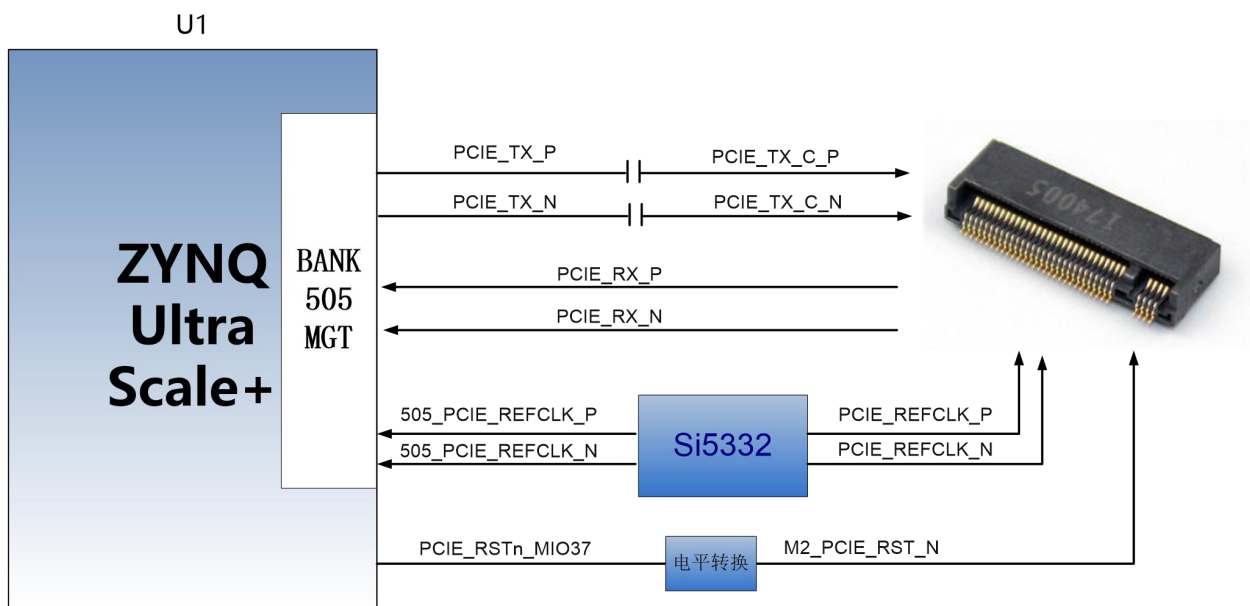 U1
PCIE_TX_P
PCIE_TX_C_P
PCIE_TX_N
PCIE_TX_C_N
ZYNQ
Ultra
Scale+
BANK
505
MGT
PCIE_RX_P
PCIE_RX_N
174005
505_PCIE_REFCLK_P
505_PCIE_REFCLK_N
Si5332
PCIE_REFCLK_P
PCIE_REFCLK_N
PCIE_RSTn_MIO37
电平转换
M2_PCIE_RST_N